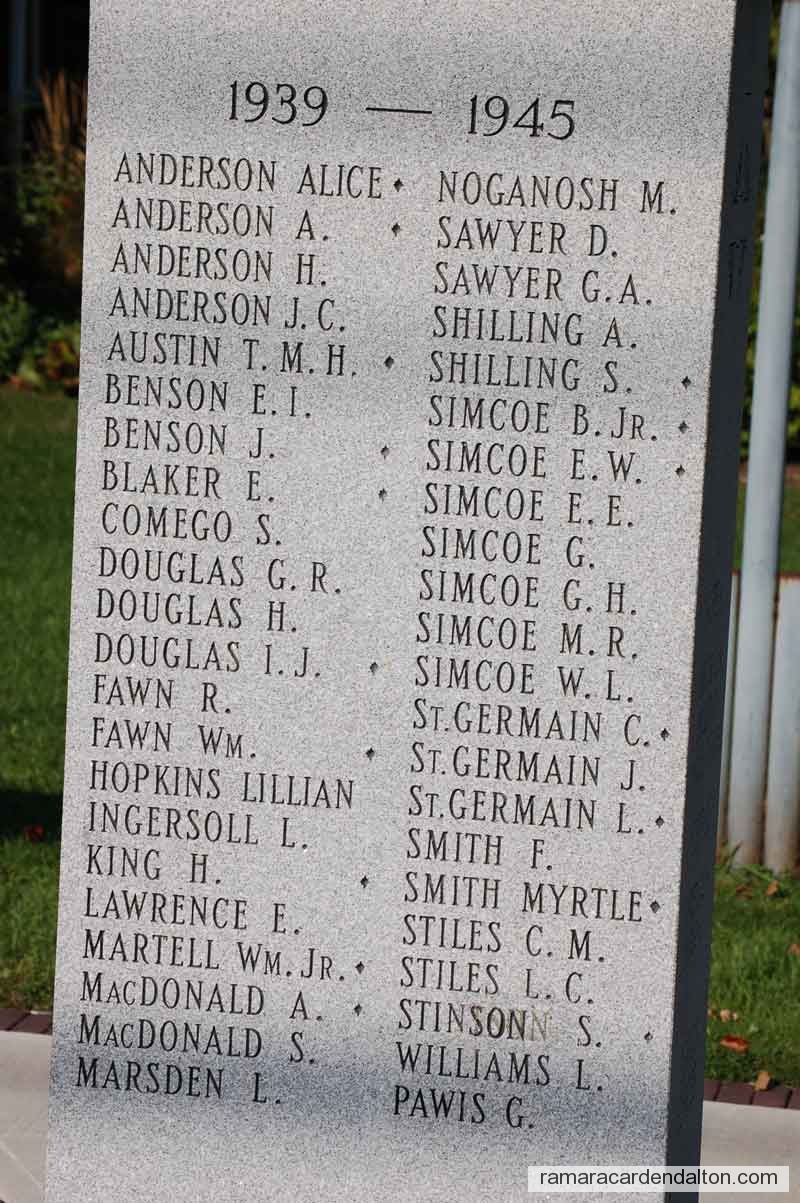 1939 — 1945
ANDERSON ALICE ◆
ANDERSON A. ◆
ANDERSON H.
ANDERSON J.C.
AUSTIN T.M.H. ◆
BENSON E.I.
BENSON J. ◆
BLAKER E. ◆
COMEGO S.
DOUGLAS G.R.
DOUGLAS H.
DOUGLAS I.J. ◆
FAWN R.
FAWN WM. ◆
HOPKINS LILLIAN
INGERSOLL L.
KING H. ◆
LAWRENCE E.
MARTELL WM.JR. ◆
MACDONALD A. ◆
MACDONALD S.
MARSDEN L.
NOGANOSH M.
SAWYER D.
SAWYER G.A.
SHILLING A.
SHILLING S. ◆
SIMCOE B.JR. ◆
SIMCOE E.W. ◆
SIMCOE E.E.
SIMCOE G.
SIMCOE G.H.
SIMCOE M.R.
SIMCOE W.L.
ST.GERMAIN C. ◆
ST.GERMAIN J.
ST.GERMAIN L. ◆
SMITH F.
SMITH MYRTLE ◆
STILES C.M.
STILES L.C.
STINSON S. ◆
WILLIAMS L.
PAWIS G.
ramaracardendalton.com